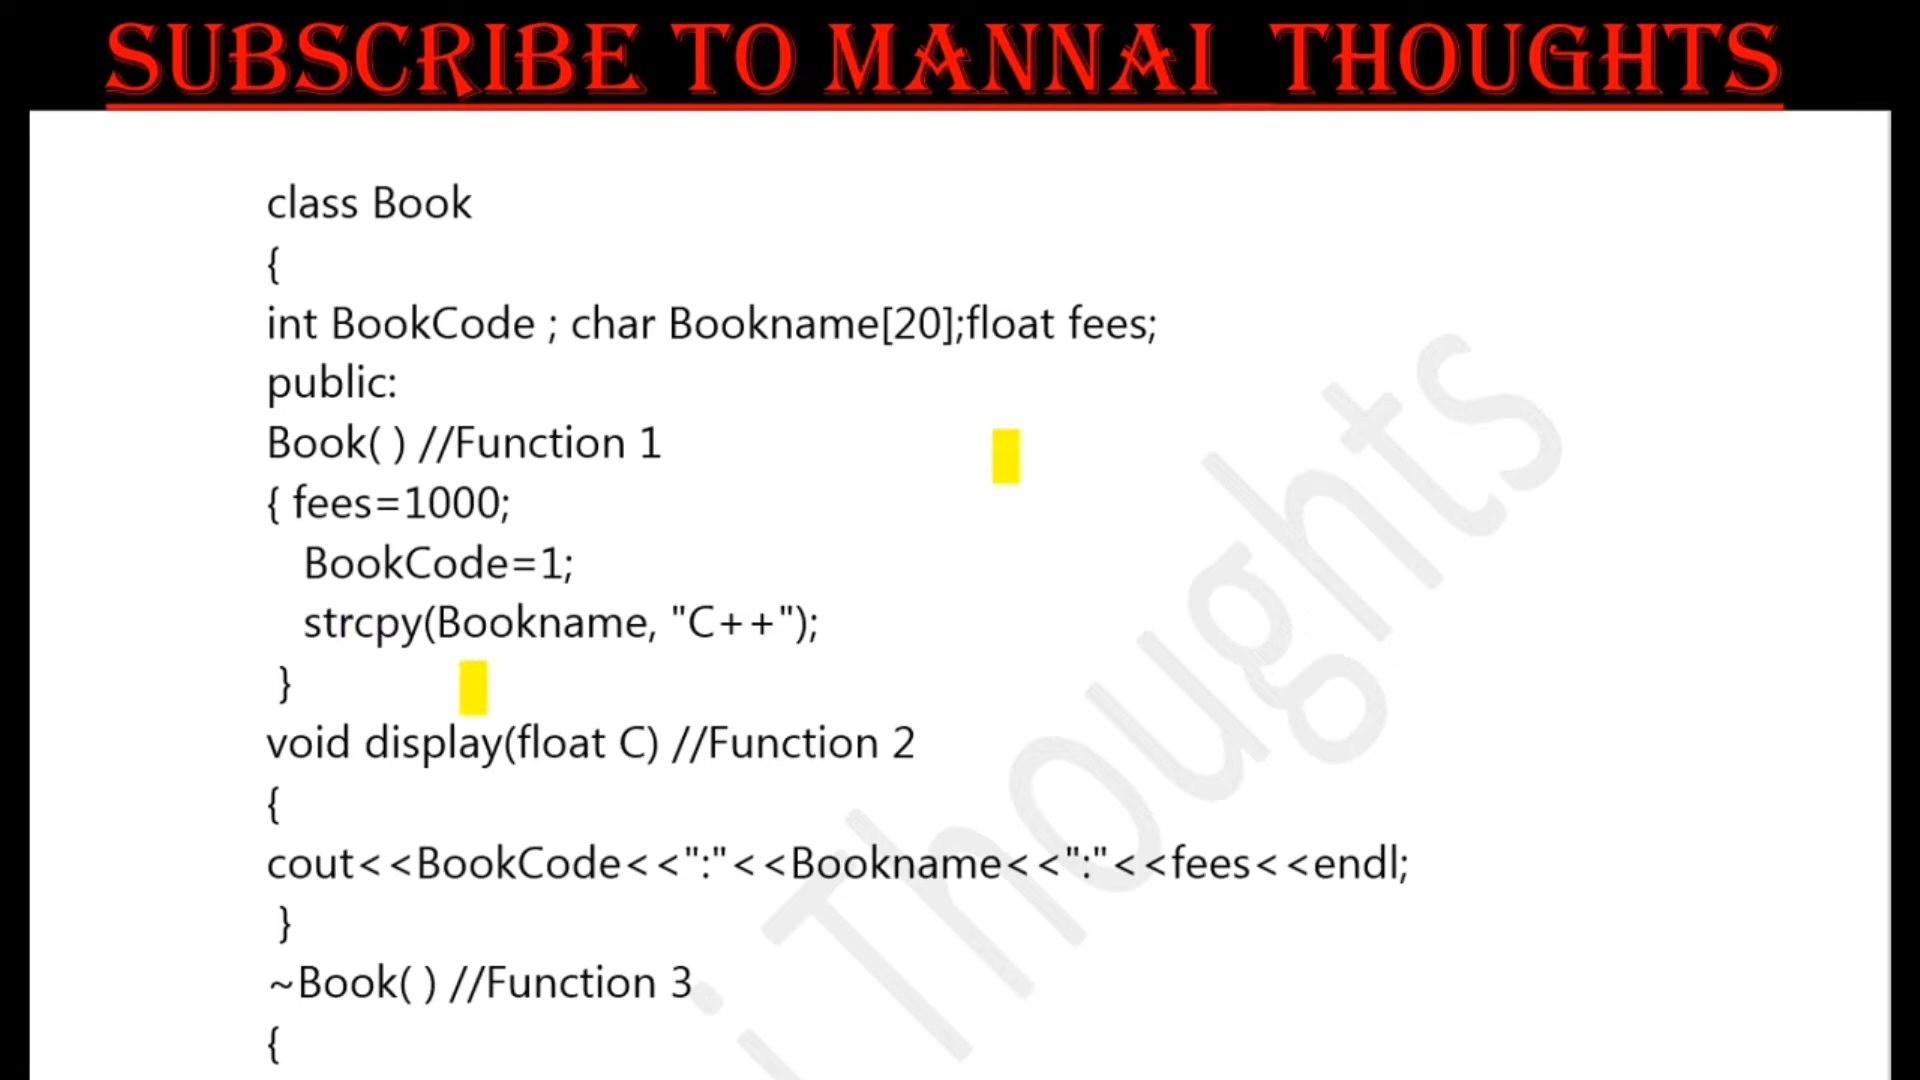 SUBSCRIBE TO MANNAI THOUGHTS
class Book
{
int BookCode ; char Bookname[20];float fees;
public:
Book( ) //Function 1
{ fees=1000;
BookCode=1;
strcpy(Bookname, "C++");
}
void display(float C) //Function 2
{
cout<<BookCode<<":"<<Bookname<<":"<<fees<<endl;
}
~Book( ) //Function 3
{
i Thoughts